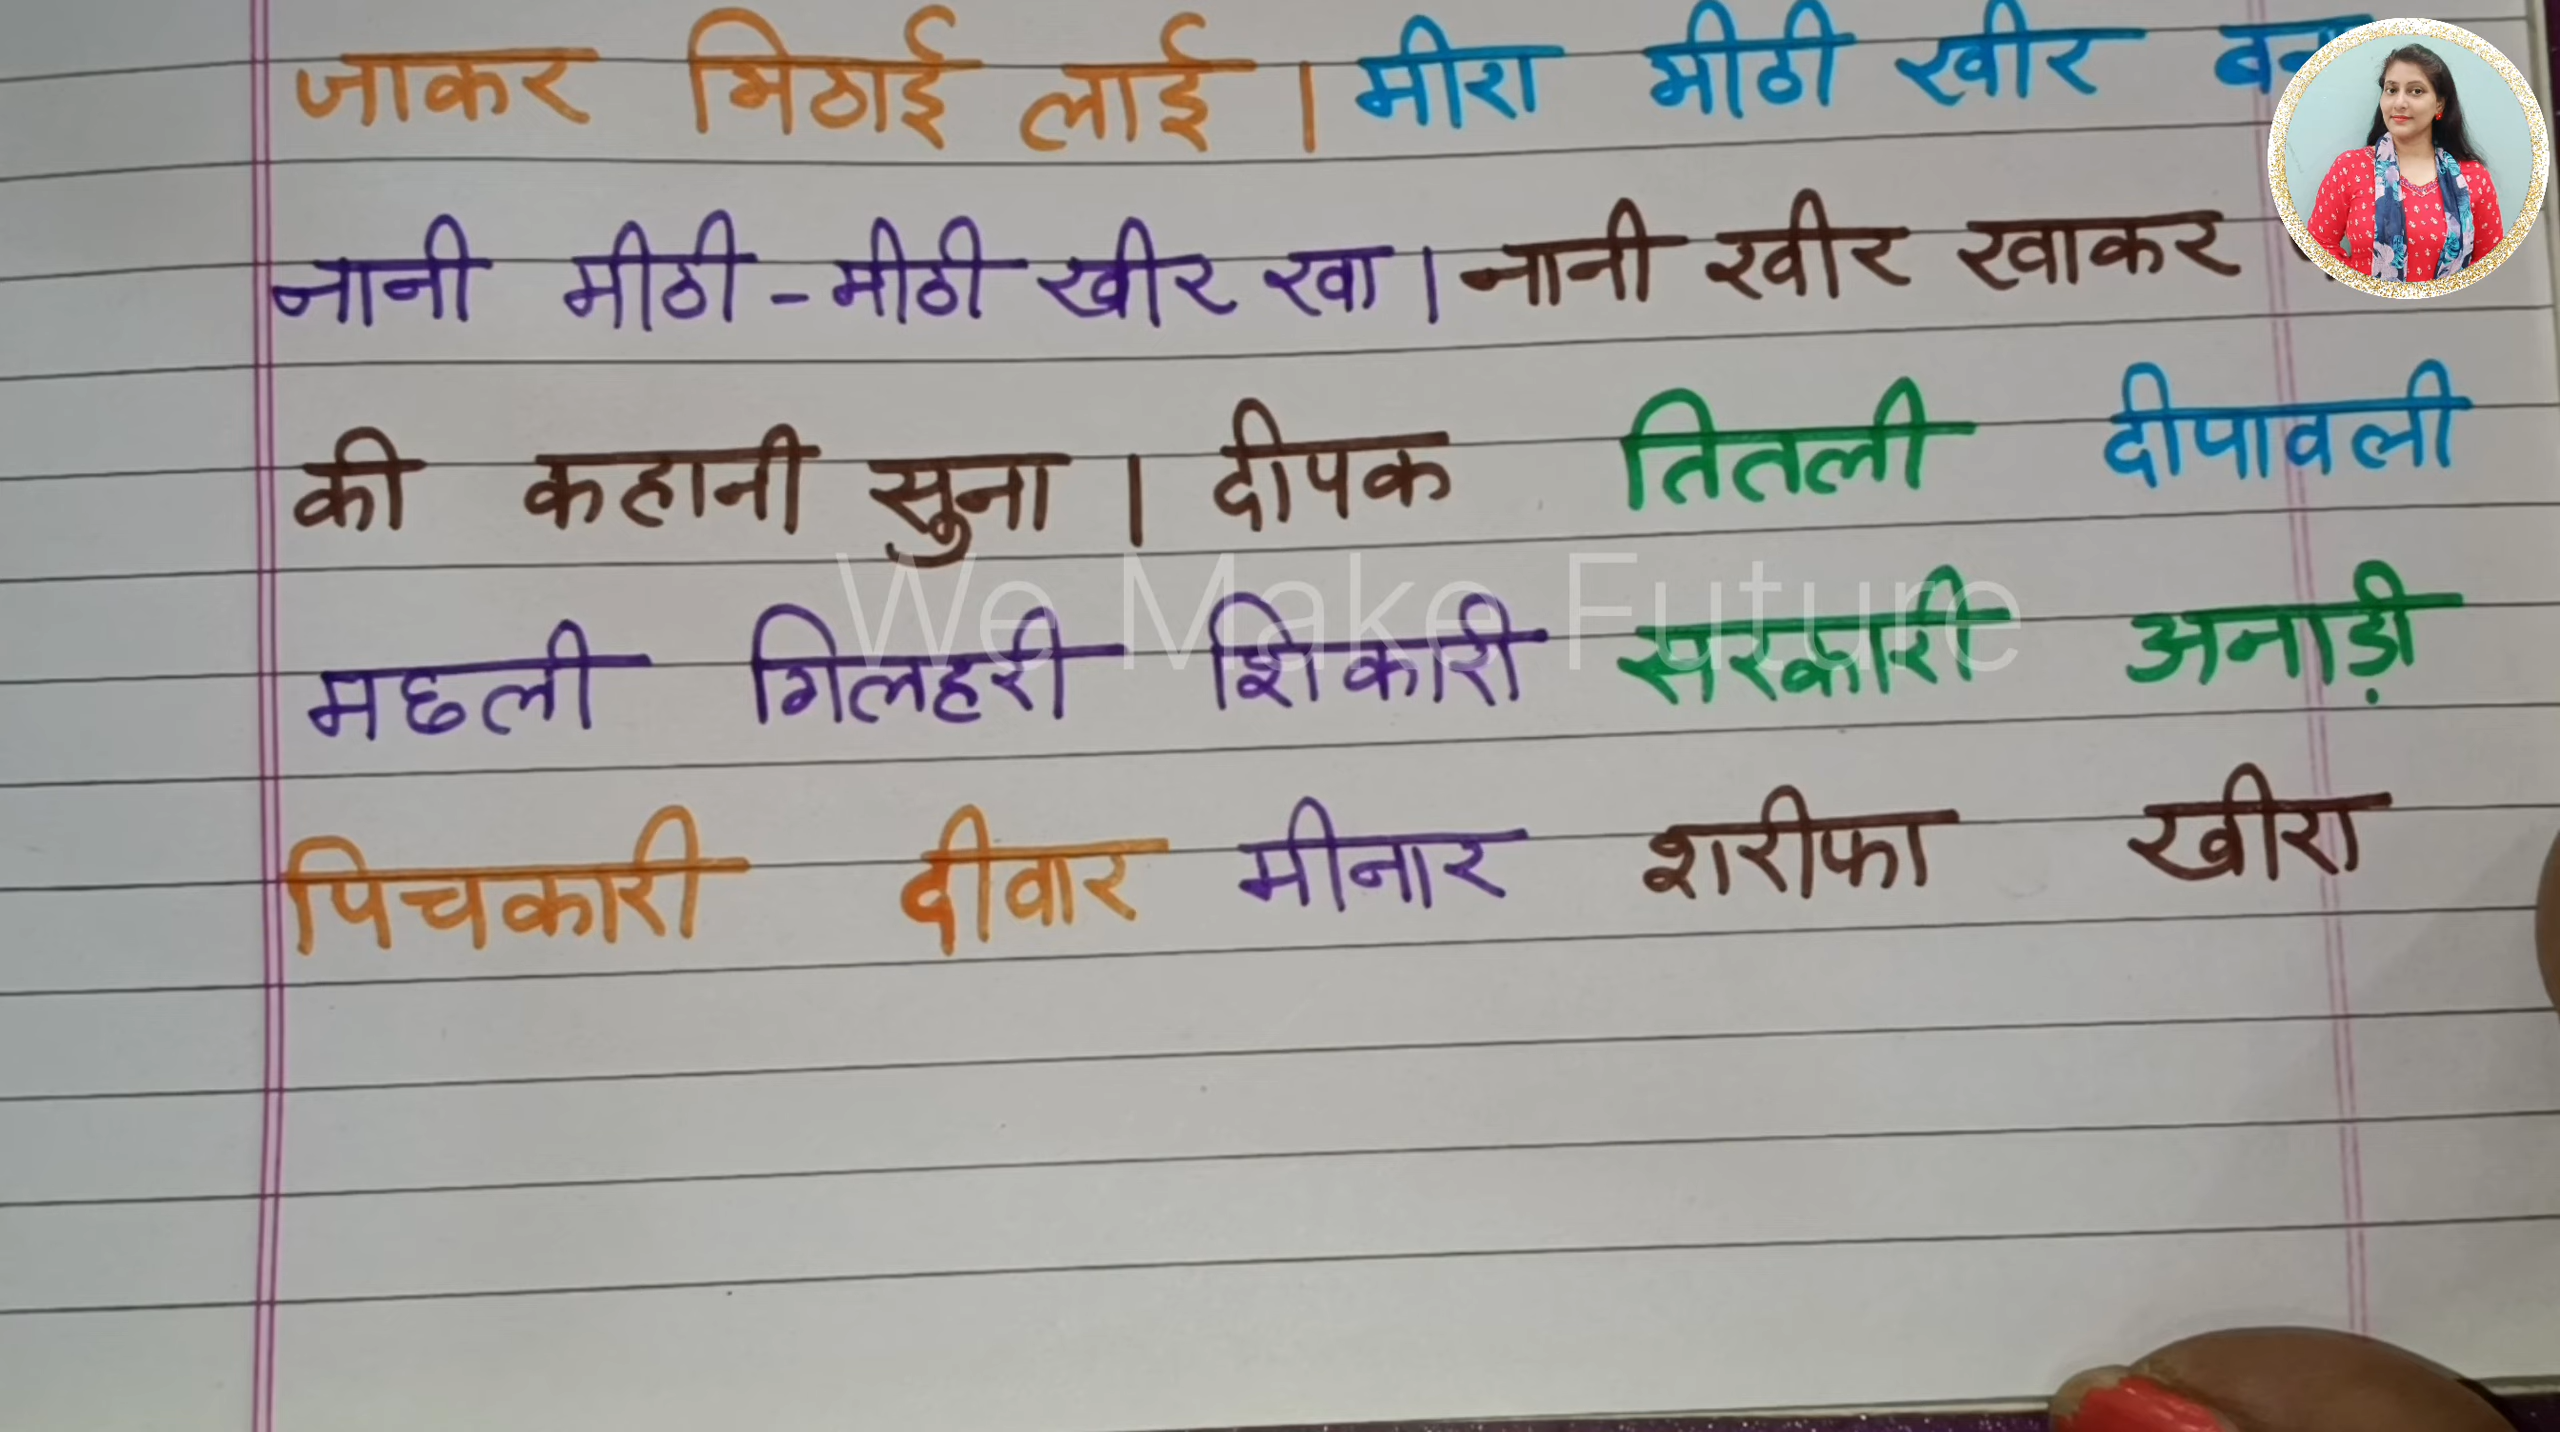 जाकर मिठाई लाई । मीरा मीठी खीर
नानी मीठी - मीठी खीर खा । नानी खीर खाकर
की कहानी सुना । दीपक तितली दीपावली
We Make Future
मछली गिलहरी शिकारी सरकारी अनाड़ी
पिचकारी दीवार मीनार शरीफा खीरा